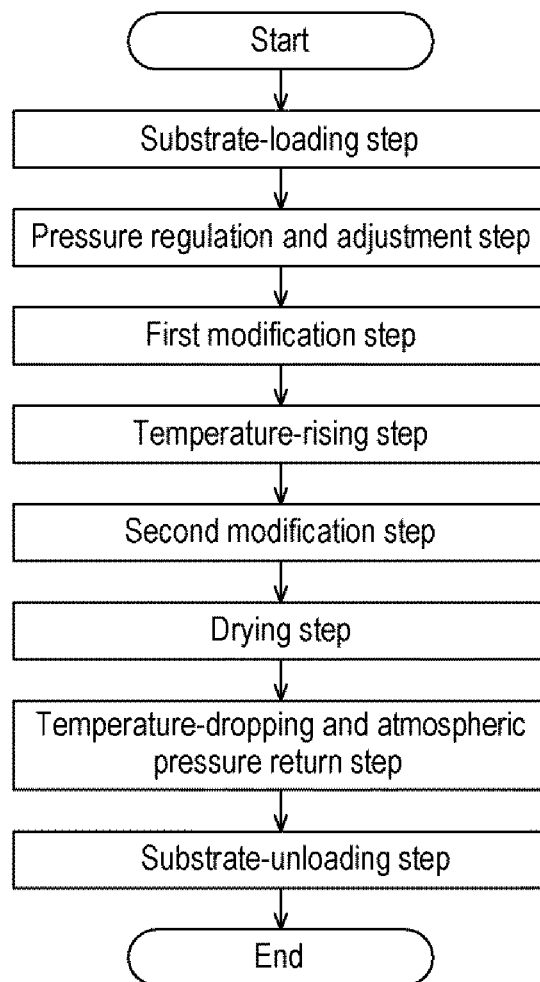 Start
Substrate-loading step
Pressure regulation and adjustment step
First modification step
Temperature-rising step
Second modification step
Drying step
Temperature-dropping and atmospheric
pressure return step
Substrate-unloading step
End